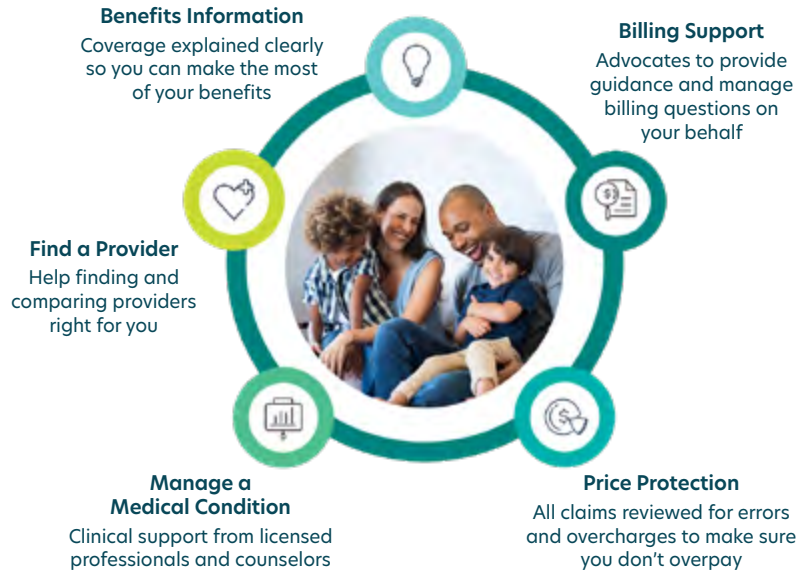 Benefits Information
Coverage explained clearly
so you can make the most
of your benefits
Billing Support
Advocates to provide
guidance and manage
billing questions on
your behalf
Find a Provider
Help finding and
comparing providers
right for you
Manage a
Medical Condition
Clinical support from licensed
professionals and counselors
Price Protection
All claims reviewed for errors
and overcharges to make sure
you don't overpay
$
$